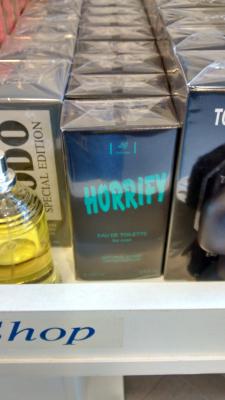 DO
SPECIAL EDITION
HORRIFY
EAU DE TOILETTE
for men
TO
Shop